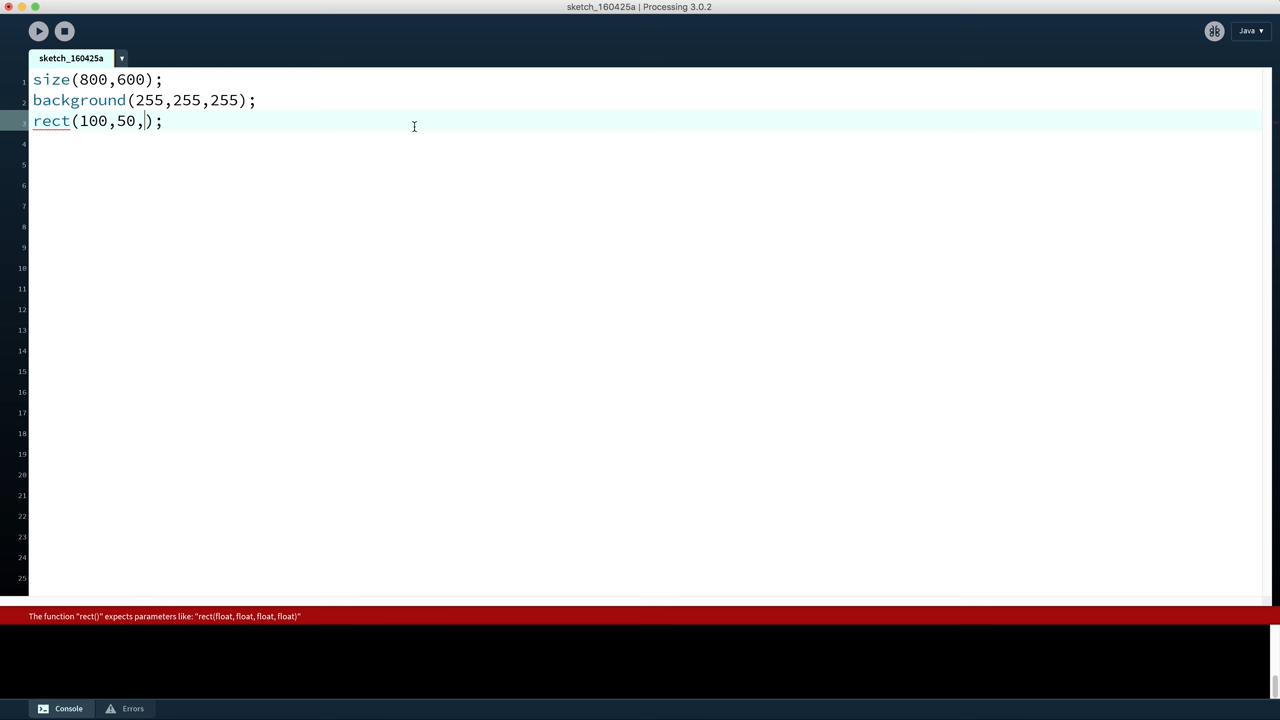 sketch_160425a | Processing 3.0.2
Java ▾
sketch_160425a ▾
1 size(800,600);
2 background(255,255,255);
3 rect(100,50,);
4
5
6
7
8
9
10
11
12
13
14
15
16
17
18
19
20
21
22
23
24
25
The function "rect()" expects parameters like: "rect(float, float, float, float)"
Console Errors